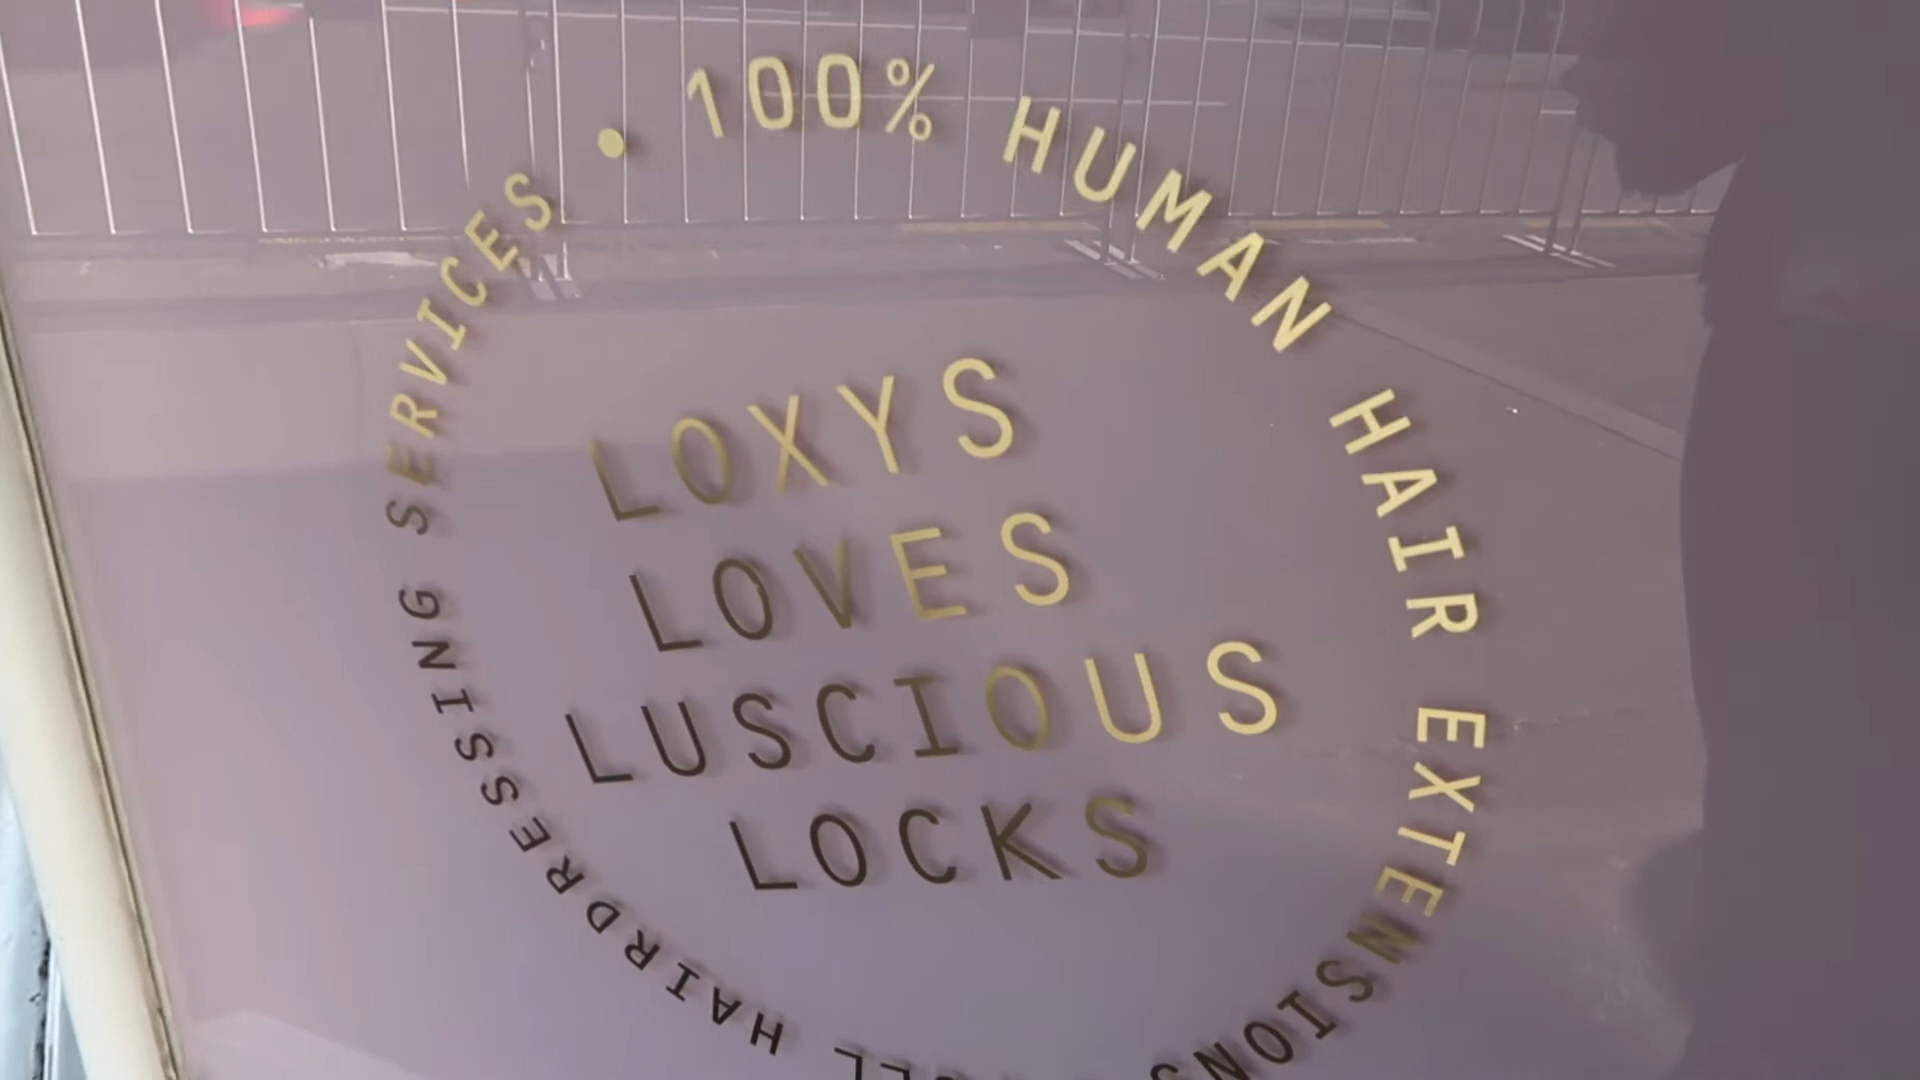 • 100% HUMAN HAIR EXTENSIONS
HAIRDRESSING SERVICES
LOXYS
LOVES
LUSCIOUS
LOCKS